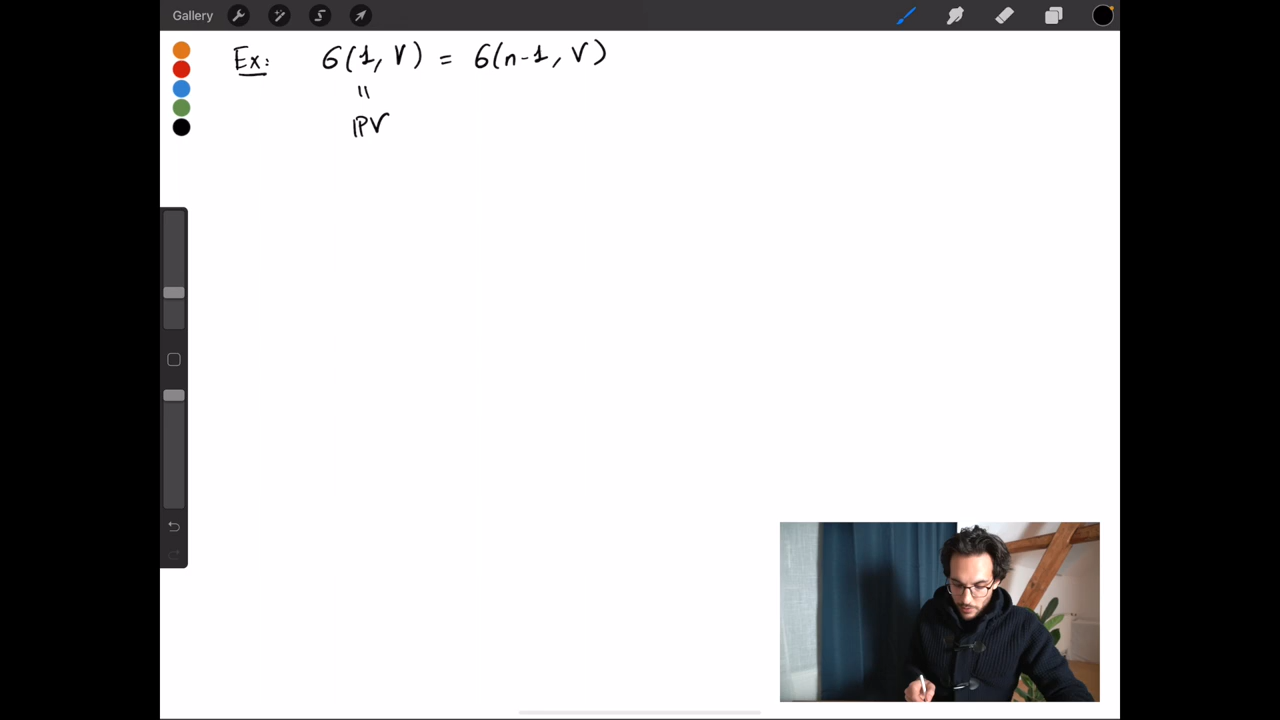 Gallery
Ex: G(1, V) = G(n-1, V)
=
ℙV